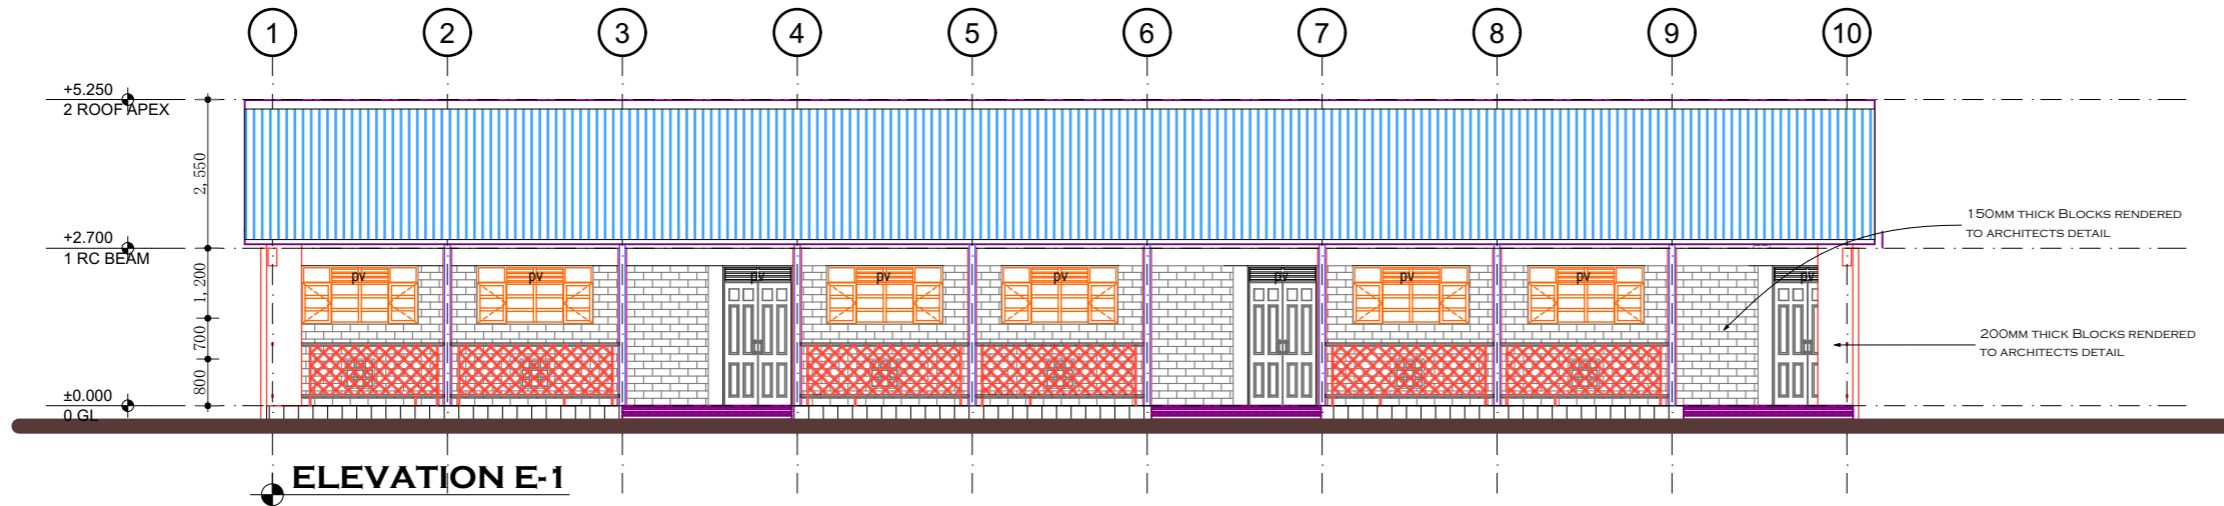 1 2 3 4 5 6 7 8 9 10
+5.250
2 ROOF APEX
2,550
+2.700
1 RC BEAM
150MM THICK BLOCKS RENDERED
TO ARCHITECTS DETAIL
1,200
pv pv pv pv pv pv pv pv pv
700
200MM THICK BLOCKS RENDERED
TO ARCHITECTS DETAIL
800
±0.000
0 GL
ELEVATION E-1